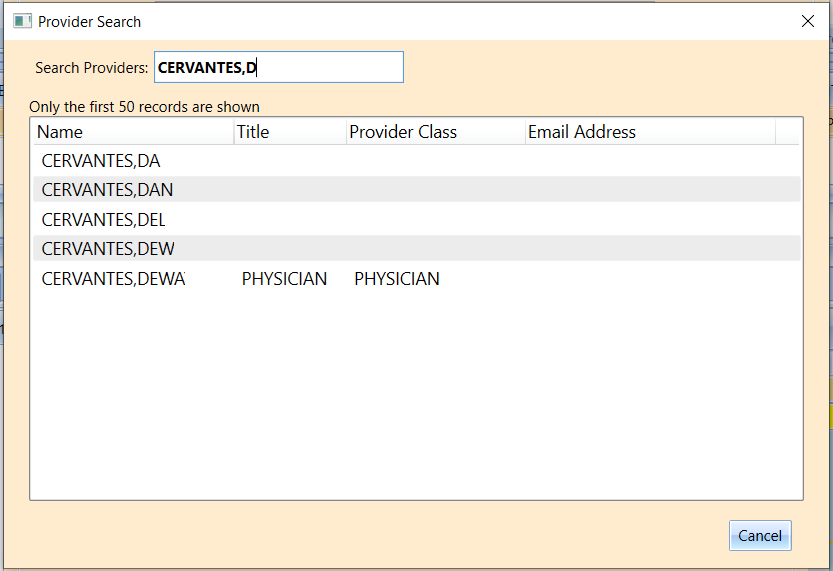 Provider Search
Search Providers: CERVANTES,D
Only the first 50 records are shown
Name Title Provider Class Email Address
CERVANTES,DA
CERVANTES,DAN
CERVANTES,DEL
CERVANTES,DEW
CERVANTES,DEWA PHYSICIAN PHYSICIAN
Cancel